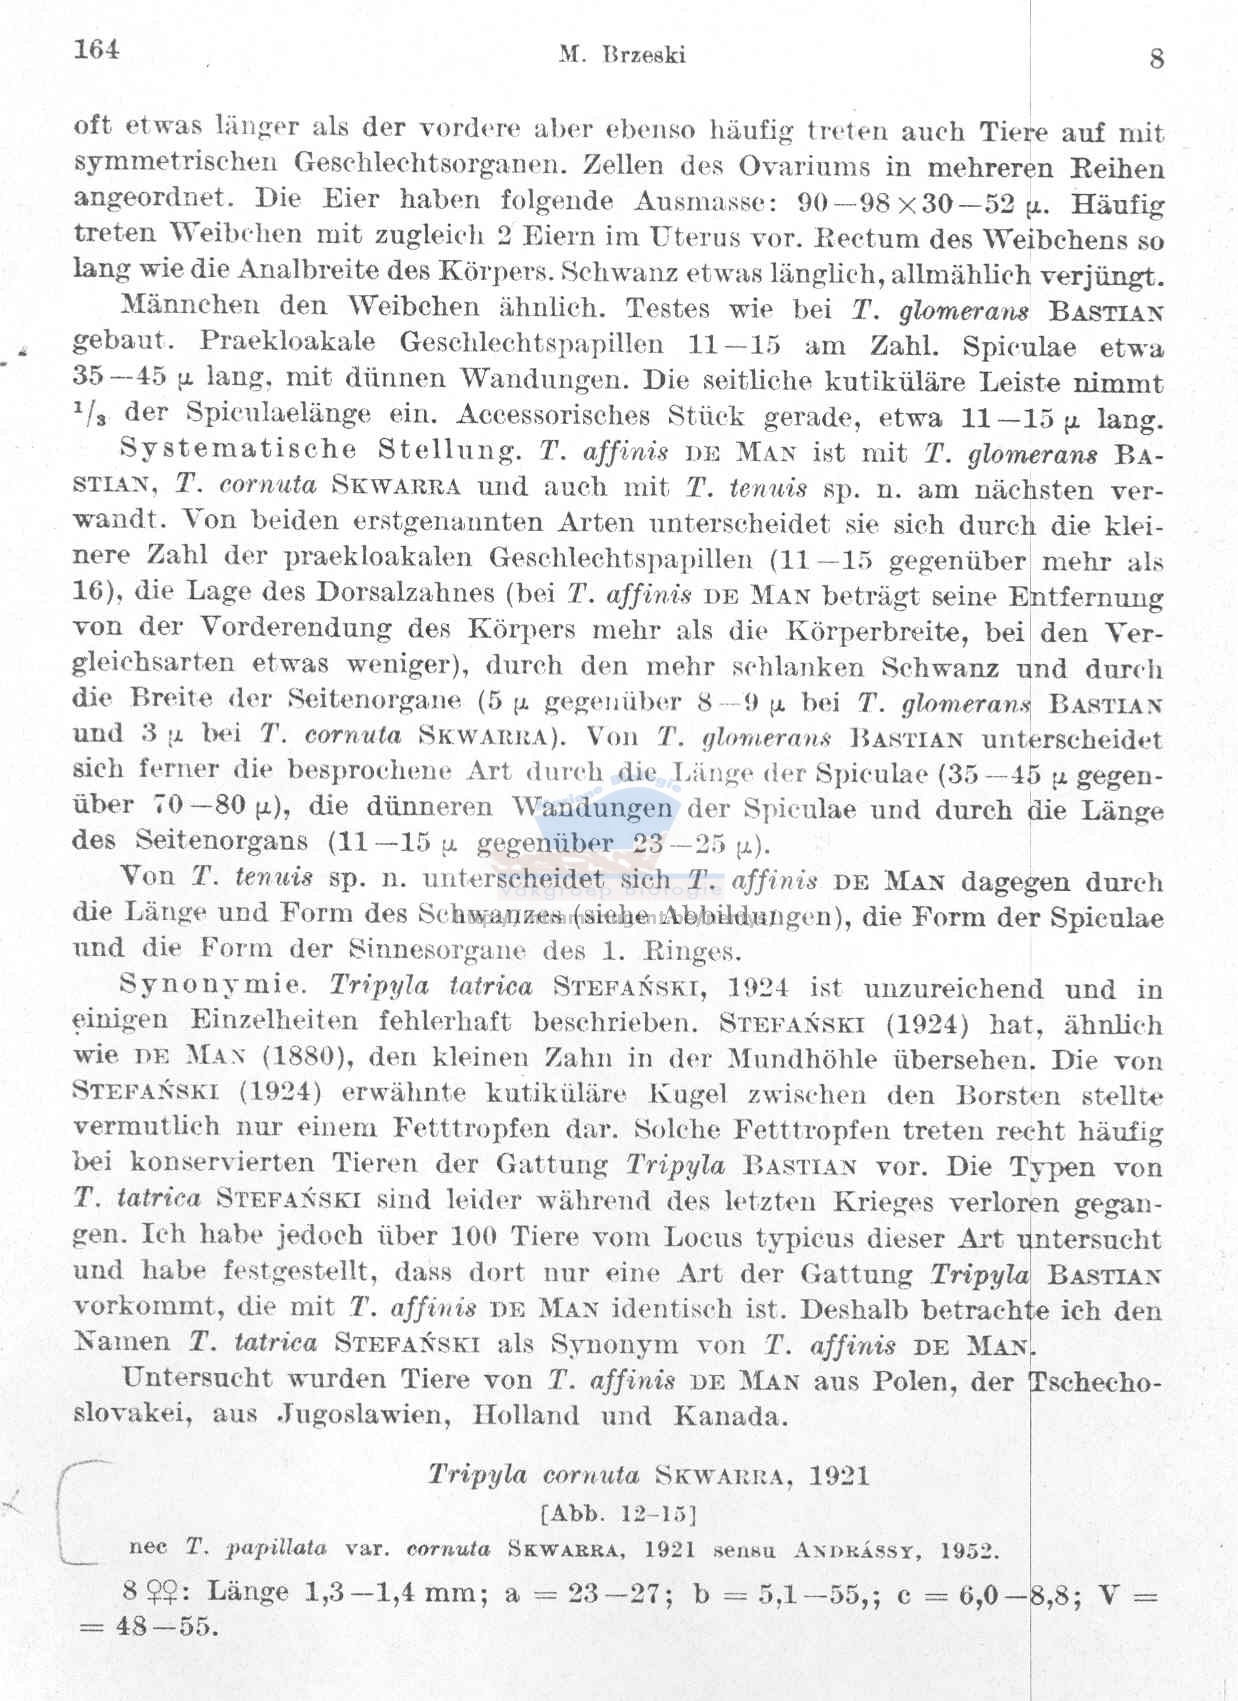 164
M. Brzeski
8
oft etwas länger als der vordere aber ebenso häufig treten auch Tiere auf mit
symmetrischen Geschlechtsorganen. Zellen des Ovariums in mehreren Reihen
angeordnet. Die Eier haben folgende Ausmasse: 90—98×30—52 μ. Häufig
treten Weibchen mit zugleich 2 Eiern im Uterus vor. Rectum des Weibchens so
lang wie die Analbreite des Körpers. Schwanz etwas länglich, allmählich verjüngt.
Männchen den Weibchen ähnlich. Testes wie bei T. glomerans BASTIAN
gebaut. Praekloakale Geschlechtspapillen 11—15 am Zahl. Spiculae etwa
35—45 μ lang, mit dünnen Wandungen. Die seitliche kutikuläre Leiste nimmt
1/3 der Spiculaelänge ein. Accessorisches Stück gerade, etwa 11—15 μ lang.
Systematische Stellung. T. affinis DE MAN ist mit T. glomerans BA-
STIAN, T. cornuta SKWARRA und auch mit T. tenuis sp. n. am nächsten ver-
wandt. Von beiden erstgenannten Arten unterscheidet sie sich durch die klei-
nere Zahl der praekloakalen Geschlechtspapillen (11—15 gegenüber mehr als
16), die Lage des Dorsalzahnes (bei T. affinis DE MAN beträgt seine Entfernung
von der Vorderendung des Körpers mehr als die Körperbreite, bei den Ver-
gleichsarten etwas weniger), durch den mehr schlanken Schwanz und durch
die Breite der Seitenorgane (5 μ gegenüber 8—9 μ bei T. glomerans BASTIAN
und 3 μ bei T. cornuta SKWARRA). Von T. glomerans BASTIAN unterscheidet
sich ferner die besprochene Art durch die Länge der Spiculae (35—45 μ gegen-
über 70—80 μ), die dünneren Wandungen der Spiculae und durch die Länge
des Seitenorgans (11—15 μ gegenüber 23—25 μ).
Von T. tenuis sp. n. unterscheidet sich T. affinis DE MAN dagegen durch
vakgroep biologie
die Länge und Form des Schwanzes (siehe Abbildungen), die Form der Spiculae
und die Form der Sinnesorgane des 1. Ringes.
Synonymie. Tripyla tatrica STEFAŃSKI, 1924 ist unzureichend und in
einigen Einzelheiten fehlerhaft beschrieben. STEFAŃSKI (1924) hat, ähnlich
wie DE MAN (1880), den kleinen Zahn in der Mundhöhle übersehen. Die von
STEFAŃSKI (1924) erwähnte kutikuläre Kugel zwischen den Borsten stellte
vermutlich nur einem Fetttropfen dar. Solche Fetttropfen treten recht häufig
bei konservierten Tieren der Gattung Tripyla BASTIAN vor. Die Typen von
T. tatrica STEFAŃSKI sind leider während des letzten Krieges verloren gegan-
gen. Ich habe jedoch über 100 Tiere vom Locus typicus dieser Art untersucht
und habe festgestellt, dass dort nur eine Art der Gattung Tripyla BASTIAN
vorkommt, die mit T. affinis DE MAN identisch ist. Deshalb betrachte ich den
Namen T. tatrica STEFAŃSKI als Synonym von T. affinis DE MAN.
Untersucht wurden Tiere von T. affinis DE MAN aus Polen, der Tschecho-
slovakei, aus Jugoslawien, Holland und Kanada.
Tripyla cornuta SKWARRA, 1921
[Abb. 12–15]
nec T. papillata var. cornuta SKWARRA, 1921 sensu ANDRÁSSY, 1952.
8 ♀♀: Länge 1,3—1,4 mm; a = 23—27; b = 5,1—55,; c = 6,0—8,8; V =
= 48—55.